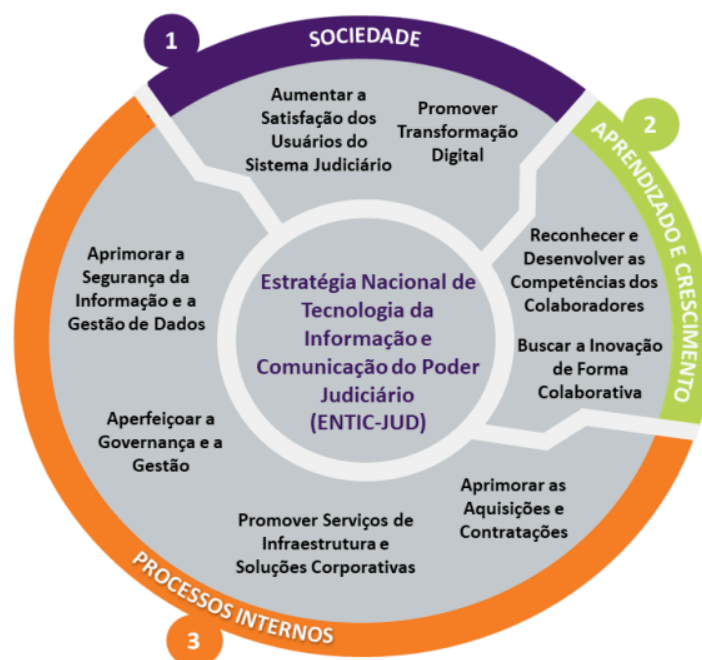 1
SOCIEDADE
Aumentar a
Satisfação dos
Usuários do
Sistema Judiciário
Promover
Transformação
Digital
2
APRENDIZADO E CRESCIMENTO
Reconhecer e
Desenvolver as
Competências dos
Colaboradores
Buscar a Inovação
de Forma
Colaborativa
Estratégia Nacional de
Tecnologia da
Informação e
Comunicação do Poder
Judiciário
(ENTIC-JUD)
Aprimorar a
Segurança da
Informação e a
Gestão de Dados
Aperfeiçoar a
Governança e a
Gestão
Promover Serviços de
Infraestrutura e
Soluções Corporativas
Aprimorar as
Aquisições e
Contratações
PROCESSOS INTERNOS
3